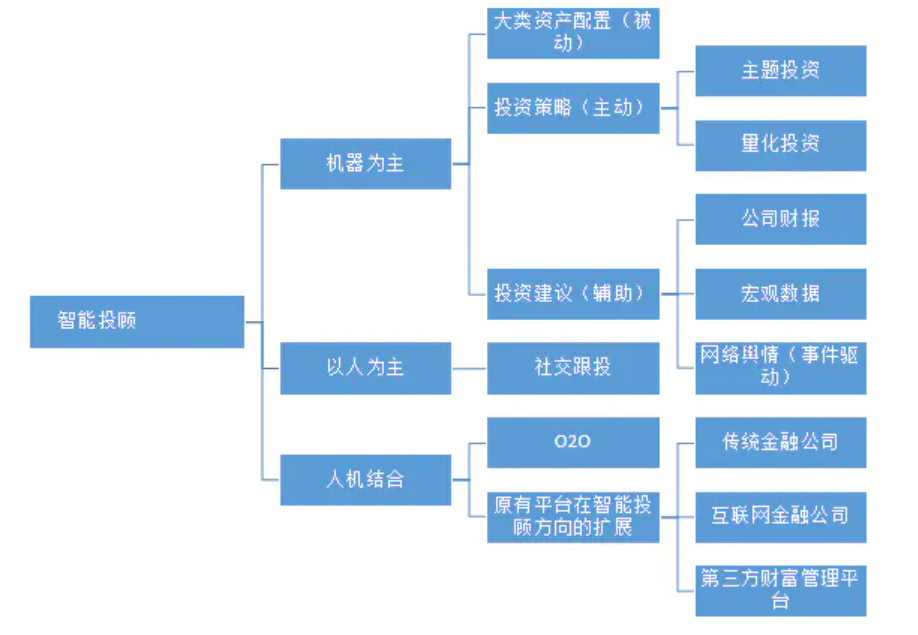 大类资产配置（被
动）
主题投资
投资策略（主动）
量化投资
机器为主
公司财报
投资建议（辅助）
宏观数据
智能投顾
网络舆情（事件驱
动）
以人为主
社交跟投
O2O
传统金融公司
人机结合
原有平台在智能投
顾方向的扩展
互联网金融公司
第三方财富管理平
台